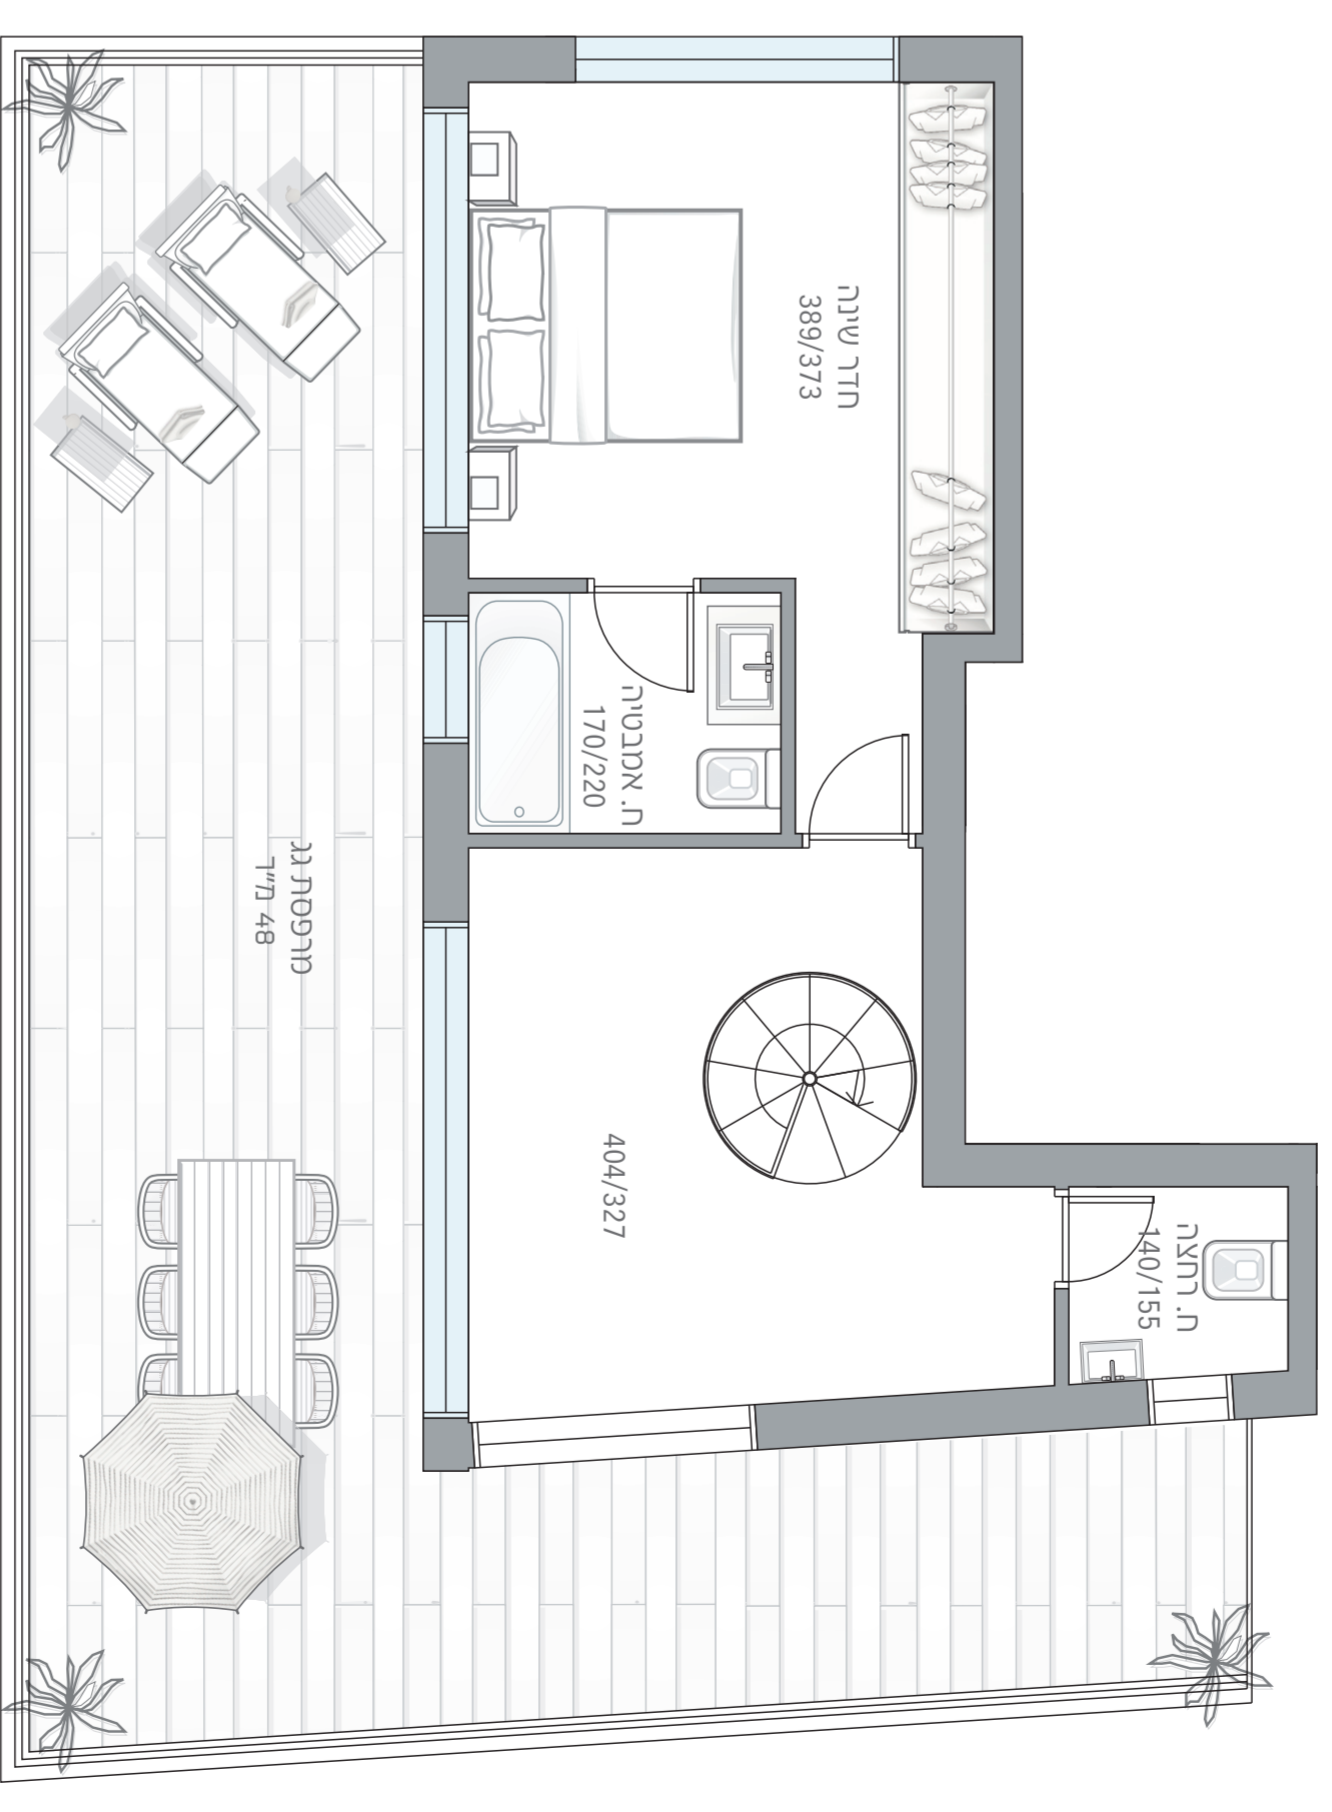 חדר שינה
389/373
ח. אמבטיה
170/220
מרפסת גג
48 מ״ר
404/327
ח. רחצה
140/155